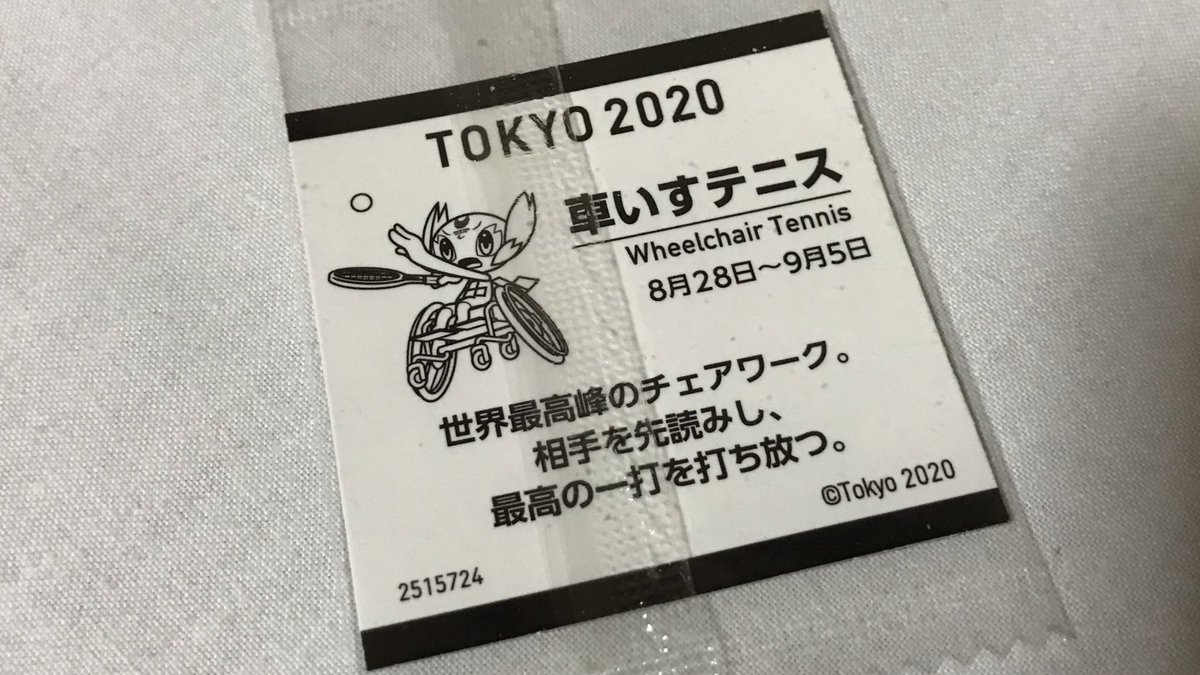 TOKYO 2020
車いすテニス
Wheelchair Tennis
8月28日～9月5日
世界最高峰のチェアワーク。
相手を先読みし、
最高の一打を打ち放つ。
©Tokyo 2020
2515724